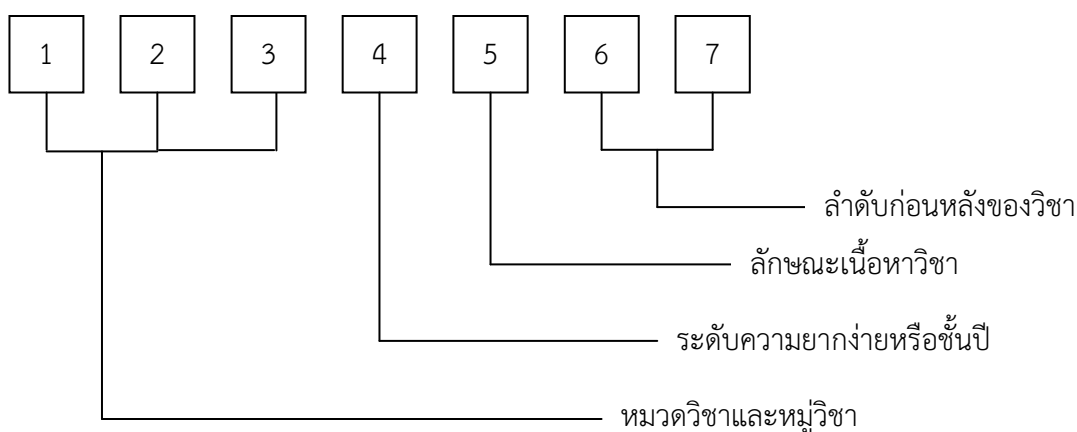 1 2 3 4 5 6 7
ลำดับก่อนหลังของวิชา
ลักษณะเนื้อหาวิชา
ระดับความยากง่ายหรือชั้นปี
หมวดวิชาและหมู่วิชา